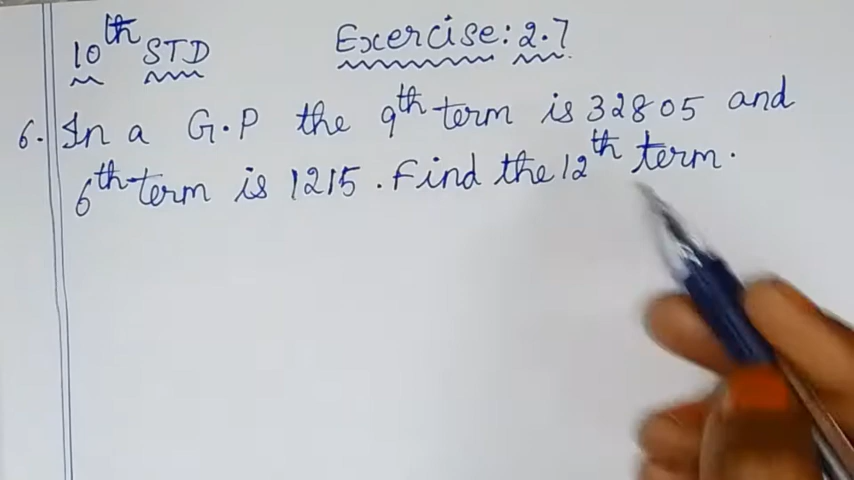 10th STD Exercise: 2.7
6. In a G.P the 9th term is 32805 and
6th term is 1215. Find the 12th term.